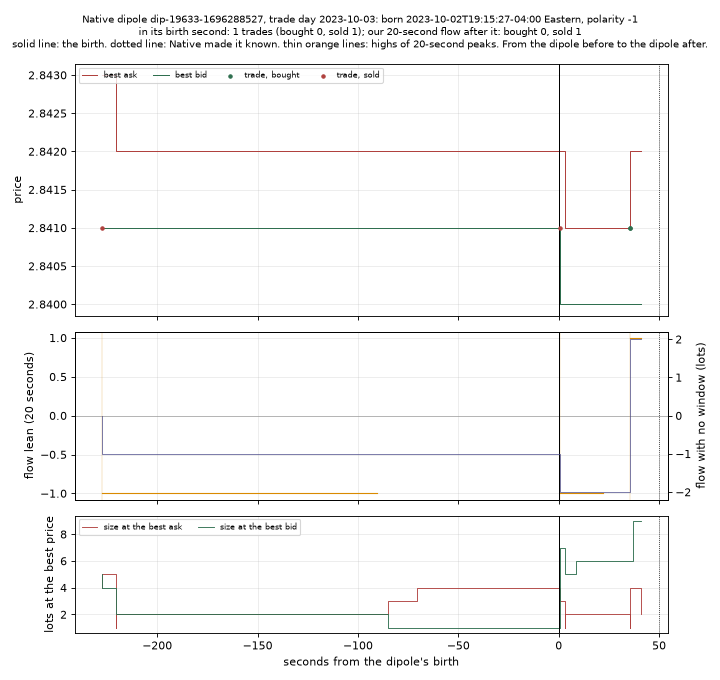 Native dipole dip-19633-1696288527, trade day 2023-10-03: born 2023-10-02T19:15:27-04:00 Eastern, polarity -1
in its birth second: 1 trades (bought 0, sold 1); our 20-second flow after it: bought 0, sold 1
solid line: the birth. dotted line: Native made it known. thin orange lines: highs of 20-second peaks. From the dipole before to the dipole after.
best ask best bid trade, bought trade, sold
2.8430
2.8425
2.8420
2.8415
2.8410
2.8405
2.8400
price
1.0
0.5
0.0
−0.5
−1.0
flow lean (20 seconds)
2
1
0
−1
−2
flow with no window (lots)
size at the best ask size at the best bid
8
6
4
2
lots at the best price
−200 −150 −100 −50 0 50
seconds from the dipole's birth